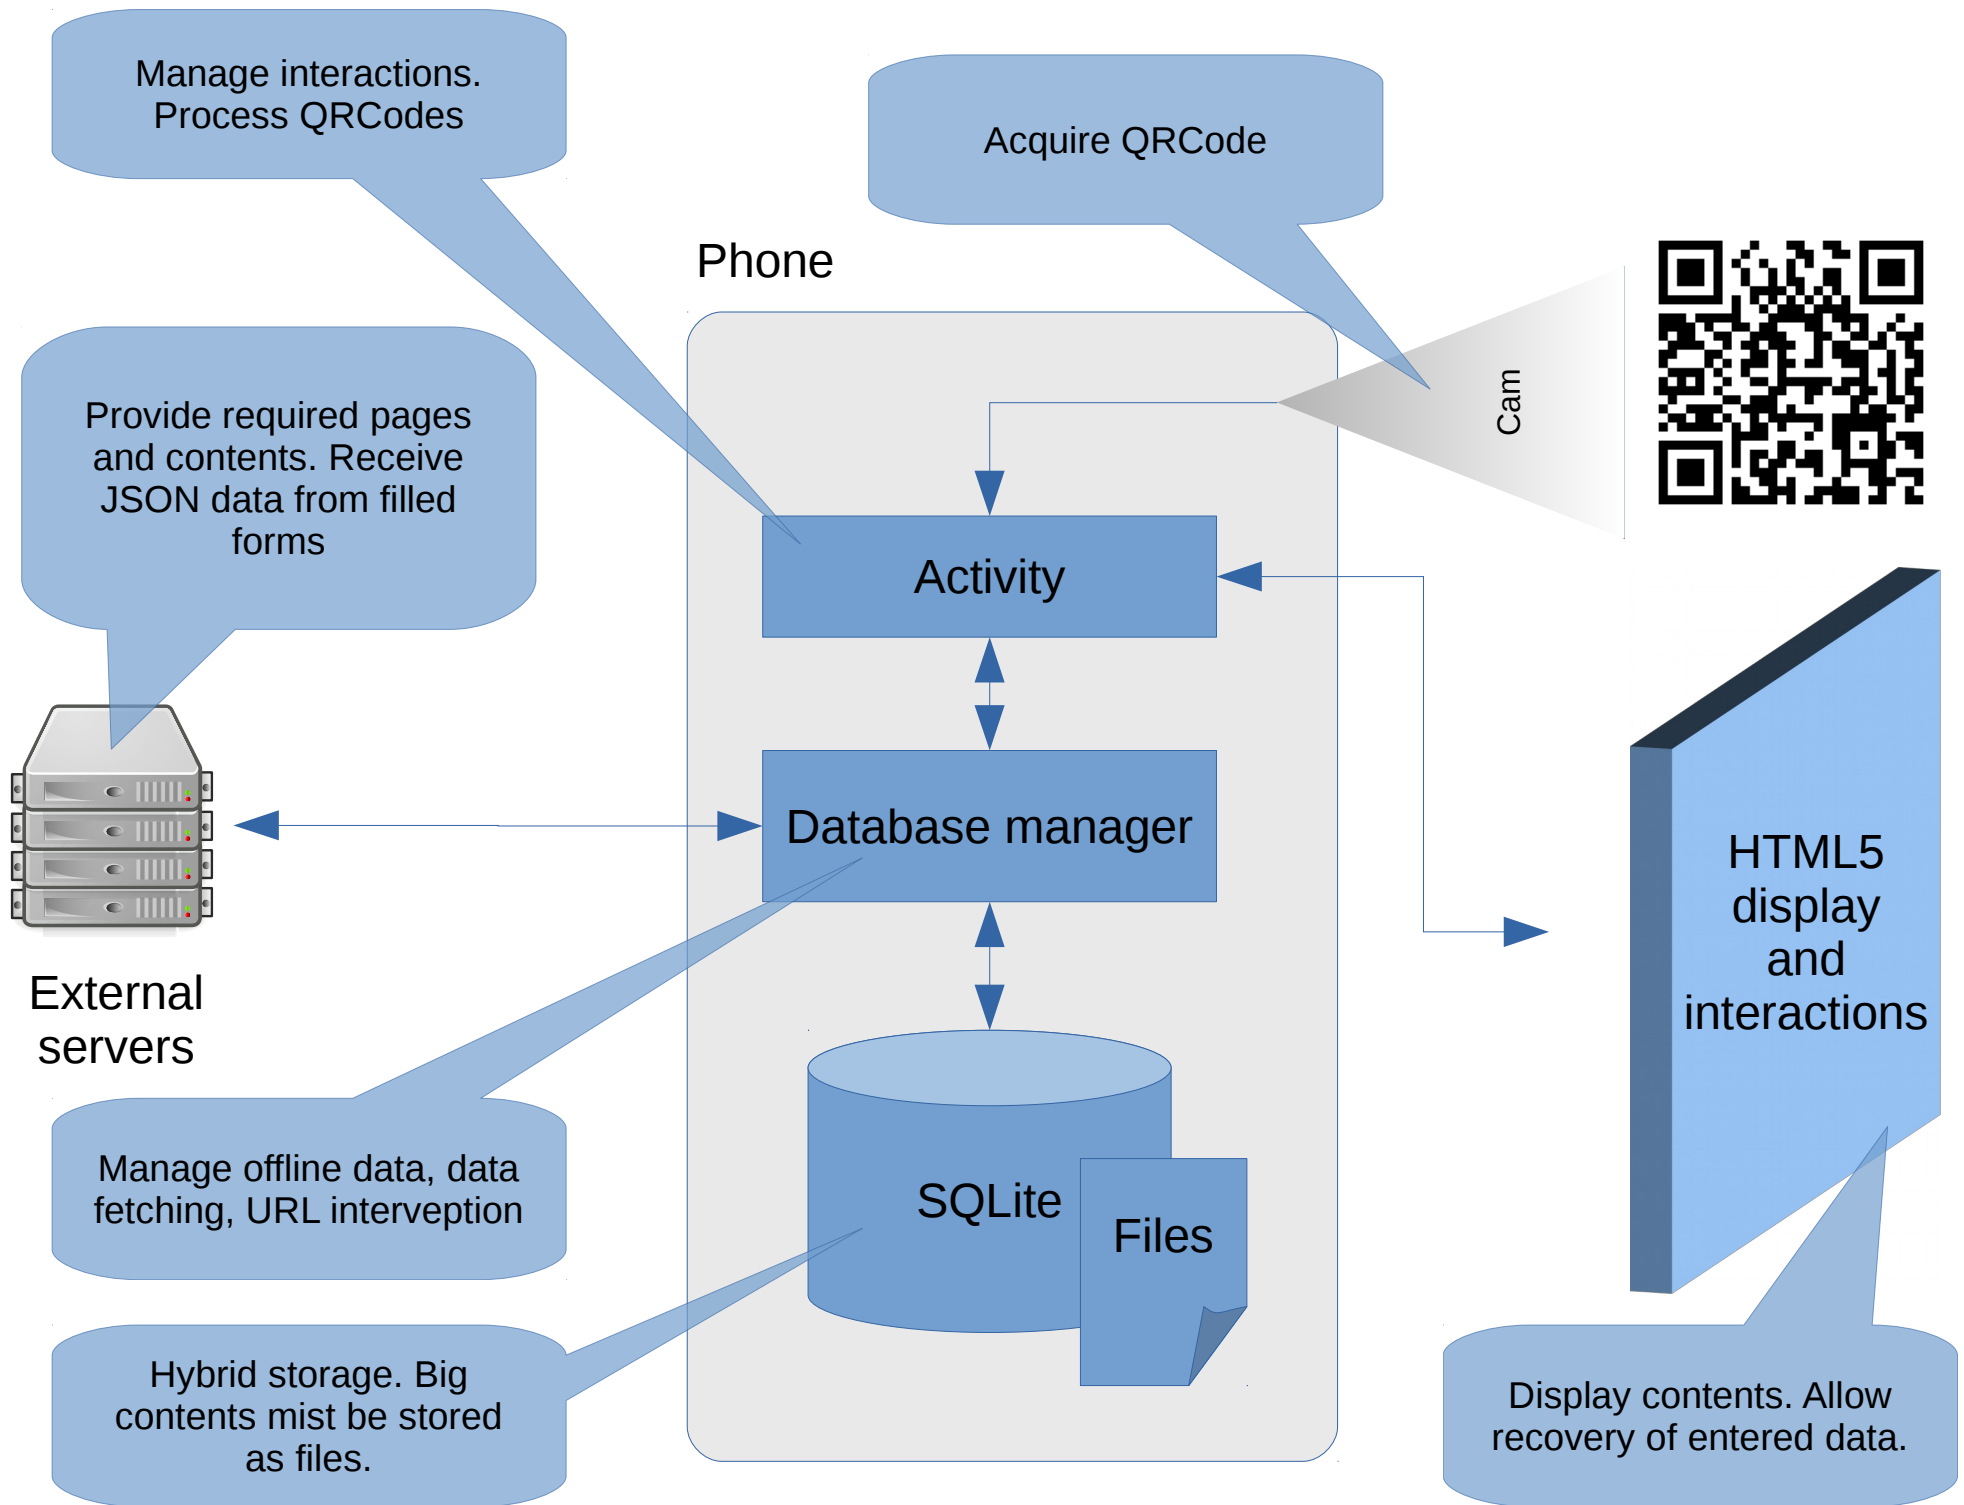 Manage interactions.
Process QRCodes
Acquire QRCode
Phone
Provide required pages
and contents. Receive
JSON data from filled
forms
Cam
Activity
Database manager
HTML5
display
and
interactions
External
servers
Manage offline data, data
fetching, URL interveption
SQLite
Files
Hybrid storage. Big
contents mist be stored
as files.
Display contents. Allow
recovery of entered data.